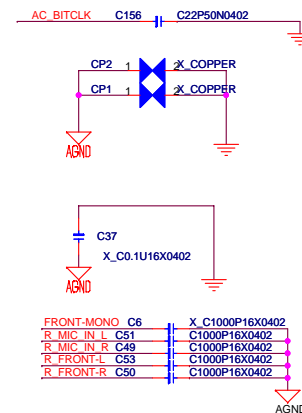 AC_BITCLK C156 C22P50N0402
CP2 1 2 X_COPPER
CP1 1 2 X_COPPER
AGND
C37
X_C0.1U16X0402
AGND
FRONT-MONO C6 X_C1000P16X0402
R_MIC_IN_L C51 C1000P16X0402
R_MIC_IN_R C49 C1000P16X0402
R_FRONT-L C53 C1000P16X0402
R_FRONT-R C50 C1000P16X0402
AGND